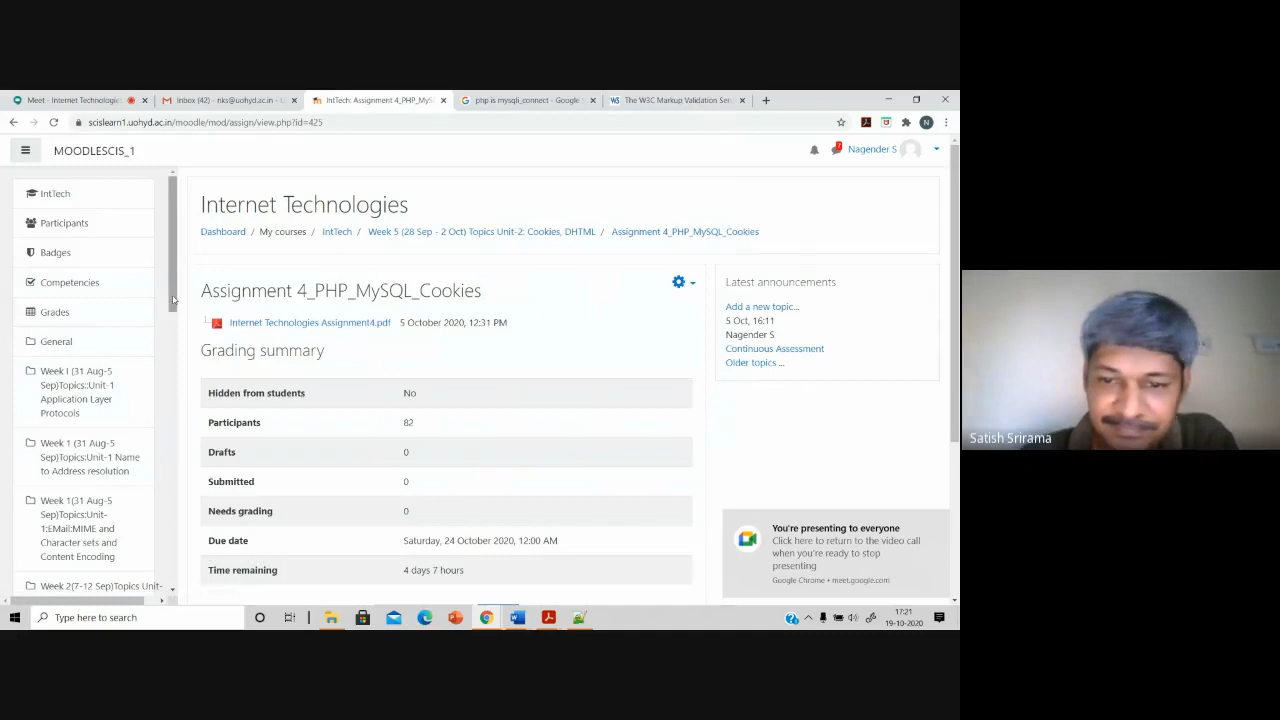 Meet - Internet Technologies
Inbox (42) - nks@uohyd.ac.in -
IntTech: Assignment 4_PHP_MyS
php is mysqli_connect - Google
The W3C Markup Validation Serv
scislearn1.uohyd.ac.in/moodle/mod/assign/view.php?id=425
N
MOODLESCIS_1
Nagender S
IntTech
Participants
Badges
Competencies
Grades
General
Week I (31 Aug-5
Sep)Topics::Unit-1
Application Layer
Protocols
Week 1 (31 Aug-5
Sep)Topics:Unit-1 Name
to Address resolution
Week 1(31 Aug-5
Sep)Topics:Unit-
1:EMail:MIME and
Character sets and
Content Encoding
Week 2(7-12 Sep)Topics Unit-
Internet Technologies
Dashboard / My courses / IntTech / Week 5 (28 Sep - 2 Oct) Topics Unit-2: Cookies, DHTML / Assignment 4_PHP_MySQL_Cookies
Assignment 4_PHP_MySQL_Cookies
Internet Technologies Assignment4.pdf 5 October 2020, 12:31 PM
Grading summary
Hidden from students No
Participants 82
Drafts 0
Submitted 0
Needs grading 0
Due date Saturday, 24 October 2020, 12:00 AM
Time remaining 4 days 7 hours
Latest announcements
Add a new topic...
5 Oct, 16:11
Nagender S
Continuous Assessment
Older topics ...
You're presenting to everyone
Click here to return to the video call
when you're ready to stop
presenting
Google Chrome • meet.google.com
Type here to search
17:21
19-10-2020
Satish Srirama